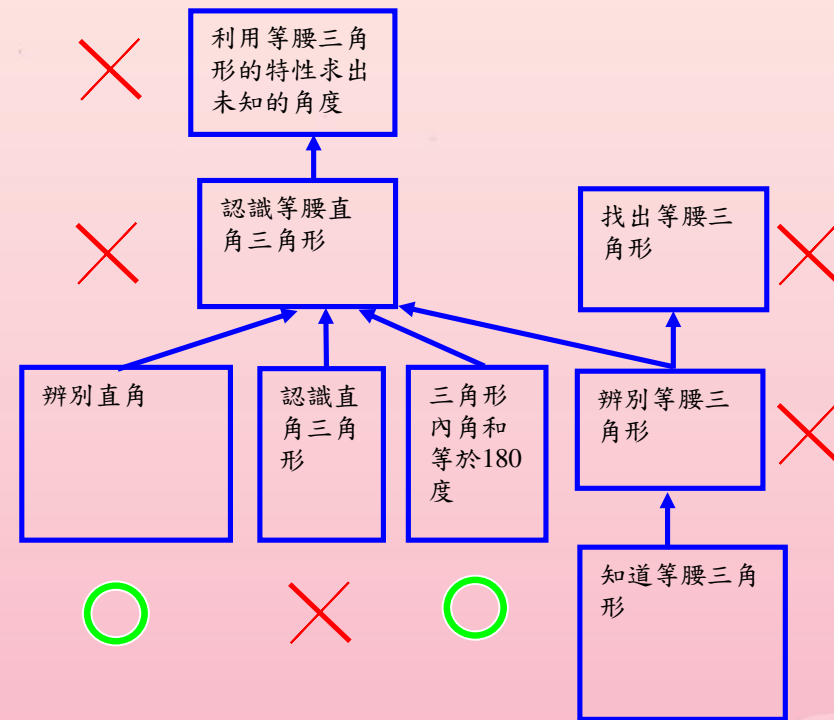 利用等腰三角
形的特性求出
未知的角度
認識等腰直
角三角形
找出等腰三
角形
辨別直角
認識直
角三角
形
三角形
內角和
等於180
度
辨別等腰三
角形
知道等腰三角
形